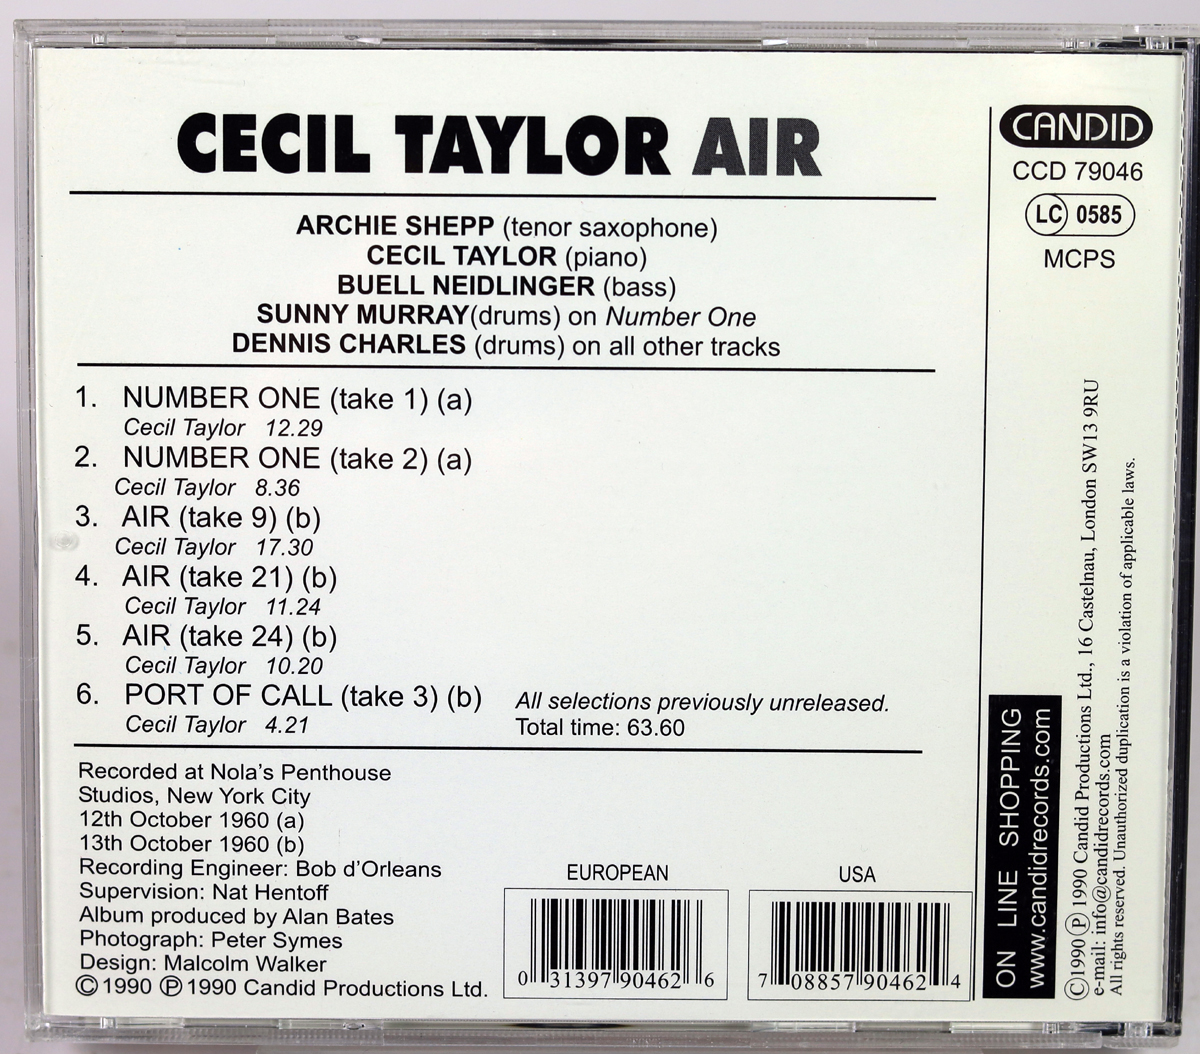 CECIL TAYLOR AIR
ARCHIE SHEPP (tenor saxophone)
CECIL TAYLOR (piano)
BUELL NEIDLINGER (bass)
SUNNY MURRAY(drums) on Number One
DENNIS CHARLES (drums) on all other tracks
1. NUMBER ONE (take 1) (a)
Cecil Taylor 12.29
2. NUMBER ONE (take 2) (a)
Cecil Taylor 8.36
3. AIR (take 9) (b)
Cecil Taylor 17.30
4. AIR (take 21) (b)
Cecil Taylor 11.24
5. AIR (take 24) (b)
Cecil Taylor 10.20
6. PORT OF CALL (take 3) (b)
Cecil Taylor 4.21
All selections previously unreleased.
Total time: 63.60
Recorded at Nola's Penthouse
Studios, New York City
12th October 1960 (a)
13th October 1960 (b)
Recording Engineer: Bob d'Orleans
Supervision: Nat Hentoff
Album produced by Alan Bates
Photograph: Peter Symes
Design: Malcolm Walker
©1990 ℗ 1990 Candid Productions Ltd.
EUROPEAN
0 31397 90462 6
USA
7 08857 90462 4
CANDID
CCD 79046
LC 0585
MCPS
ON LINE SHOPPING
www.candidrecords.com
©1990 ℗ 1990 Candid Productions Ltd., 16 Castelnau, London SW13 9RU
e-mail: info@candidrecords.com
All rights reserved. Unauthorized duplication is a violation of applicable laws.